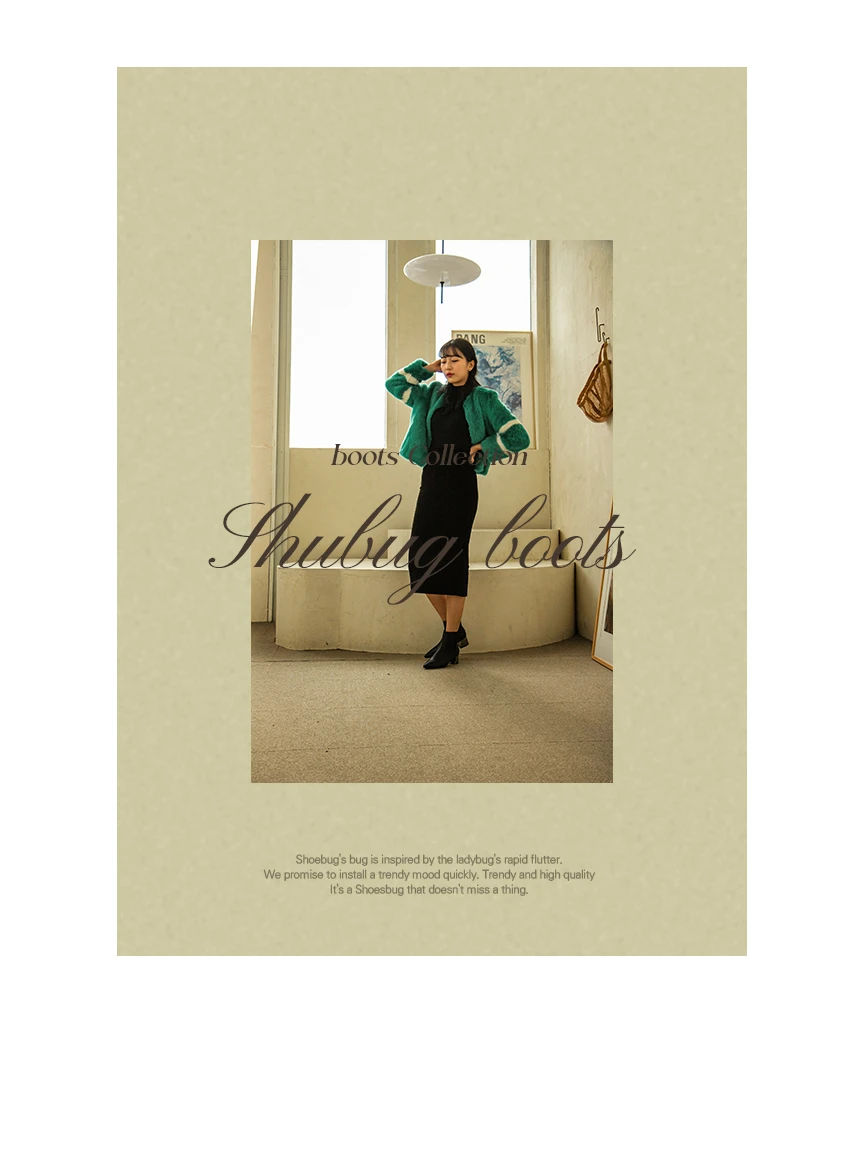 BANG
boots Collection
Shubug boots
Shoebug's bug is inspired by the ladybug's rapid flutter.
We promise to install a trendy mood quickly. Trendy and high quality
It's a Shoesbug that doesn't miss a thing.